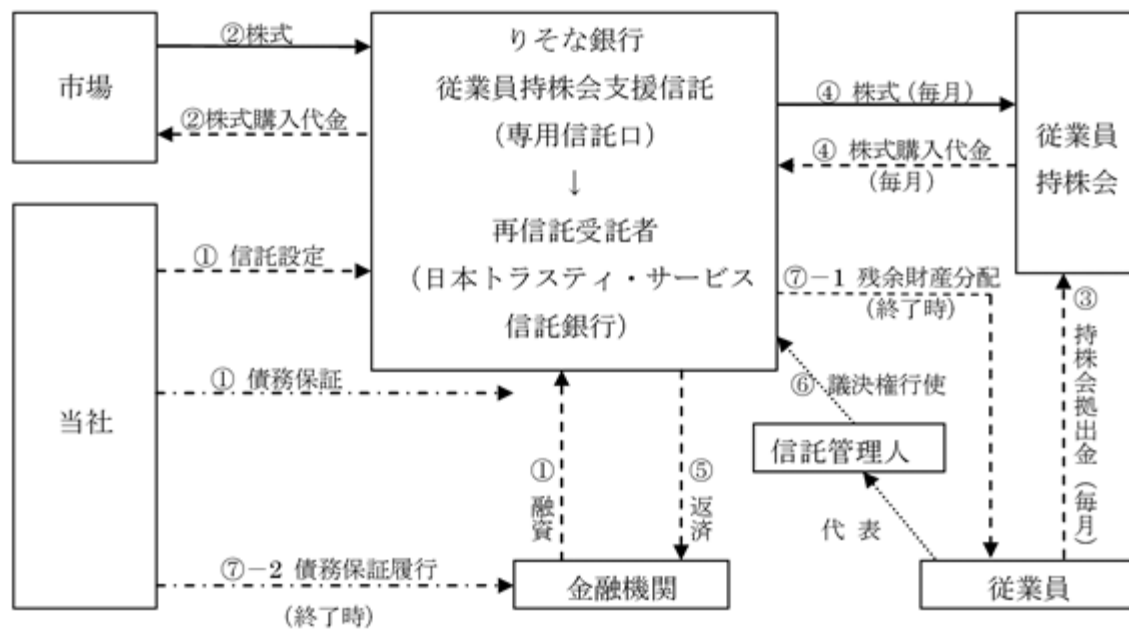 市場
②株式
②株式購入代金
りそな銀行
従業員持株会支援信託
（専用信託口）
↓
再信託受託者
（日本トラスティ・サービス
信託銀行）
④ 株式（毎月）
④ 株式購入代金
（毎月）
従業員
持株会
当社
① 信託設定
① 債務保証
⑦－2 債務保証履行
（終了時）
① 融資
⑤ 返済
金融機関
⑦－1 残余財産分配
（終了時）
⑥ 議決権行使
信託管理人
代 表
③ 持株会拠出金（毎月）
従業員